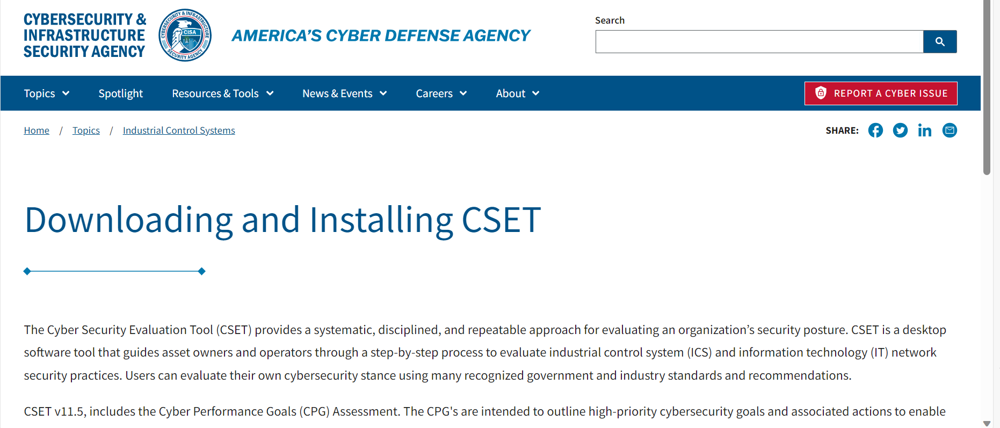 CYBERSECURITY &
INFRASTRUCTURE
SECURITY AGENCY
CYBERSECURITY & INFRASTRUCTURE
CISA
SECURITY AGENCY
AMERICA’S CYBER DEFENSE AGENCY
Search
Topics
Spotlight
Resources & Tools
News & Events
Careers
About
REPORT A CYBER ISSUE
Home / Topics / Industrial Control Systems
SHARE:
Downloading and Installing CSET
The Cyber Security Evaluation Tool (CSET) provides a systematic, disciplined, and repeatable approach for evaluating an organization’s security posture. CSET is a desktop
software tool that guides asset owners and operators through a step-by-step process to evaluate industrial control system (ICS) and information technology (IT) network
security practices. Users can evaluate their own cybersecurity stance using many recognized government and industry standards and recommendations.
CSET v11.5, includes the Cyber Performance Goals (CPG) Assessment. The CPG's are intended to outline high-priority cybersecurity goals and associated actions to enable